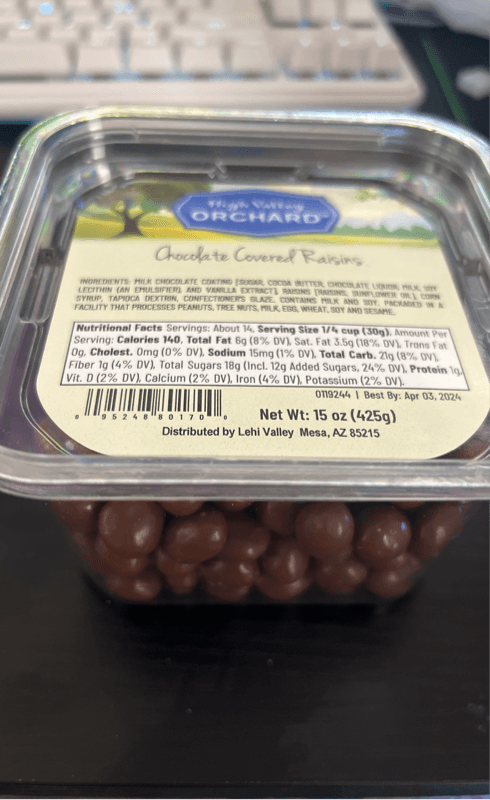 High Valley
ORCHARD
Chocolate Covered Raisins
INGREDIENTS: MILK CHOCOLATE COATING [SUGAR, COCOA BUTTER, CHOCOLATE LIQUOR, MILK, SOY
LECITHIN (AN EMULSIFIER), AND VANILLA EXTRACT], RAISINS [RAISINS, SUNFLOWER OIL], CORN
SYRUP, TAPIOCA DEXTRIN, CONFECTIONERS GLAZE. CONTAINS MILK AND SOY. PACKAGED IN A
FACILITY THAT PROCESSES PEANUTS, TREE NUTS, MILK, EGG, WHEAT, SOY AND SESAME.
Nutritional Facts Servings: About 14, Serving Size 1/4 cup (30g), Amount Per
Serving: Calories 140, Total Fat 6g (8% DV), Sat. Fat 3.5g (18% DV), Trans Fat
0g, Cholest. 0mg (0% DV), Sodium 15mg (1% DV), Total Carb. 21g (8% DV),
Fiber 1g (4% DV), Total Sugars 18g (Incl. 12g Added Sugars, 24% DV), Protein 1g,
Vit. D (2% DV), Calcium (2% DV), Iron (4% DV), Potassium (2% DV).
0119244 | Best By: Apr 03, 2024
0 95248 80170 0
Net Wt: 15 oz (425g)
Distributed by Lehi Valley Mesa, AZ 85215